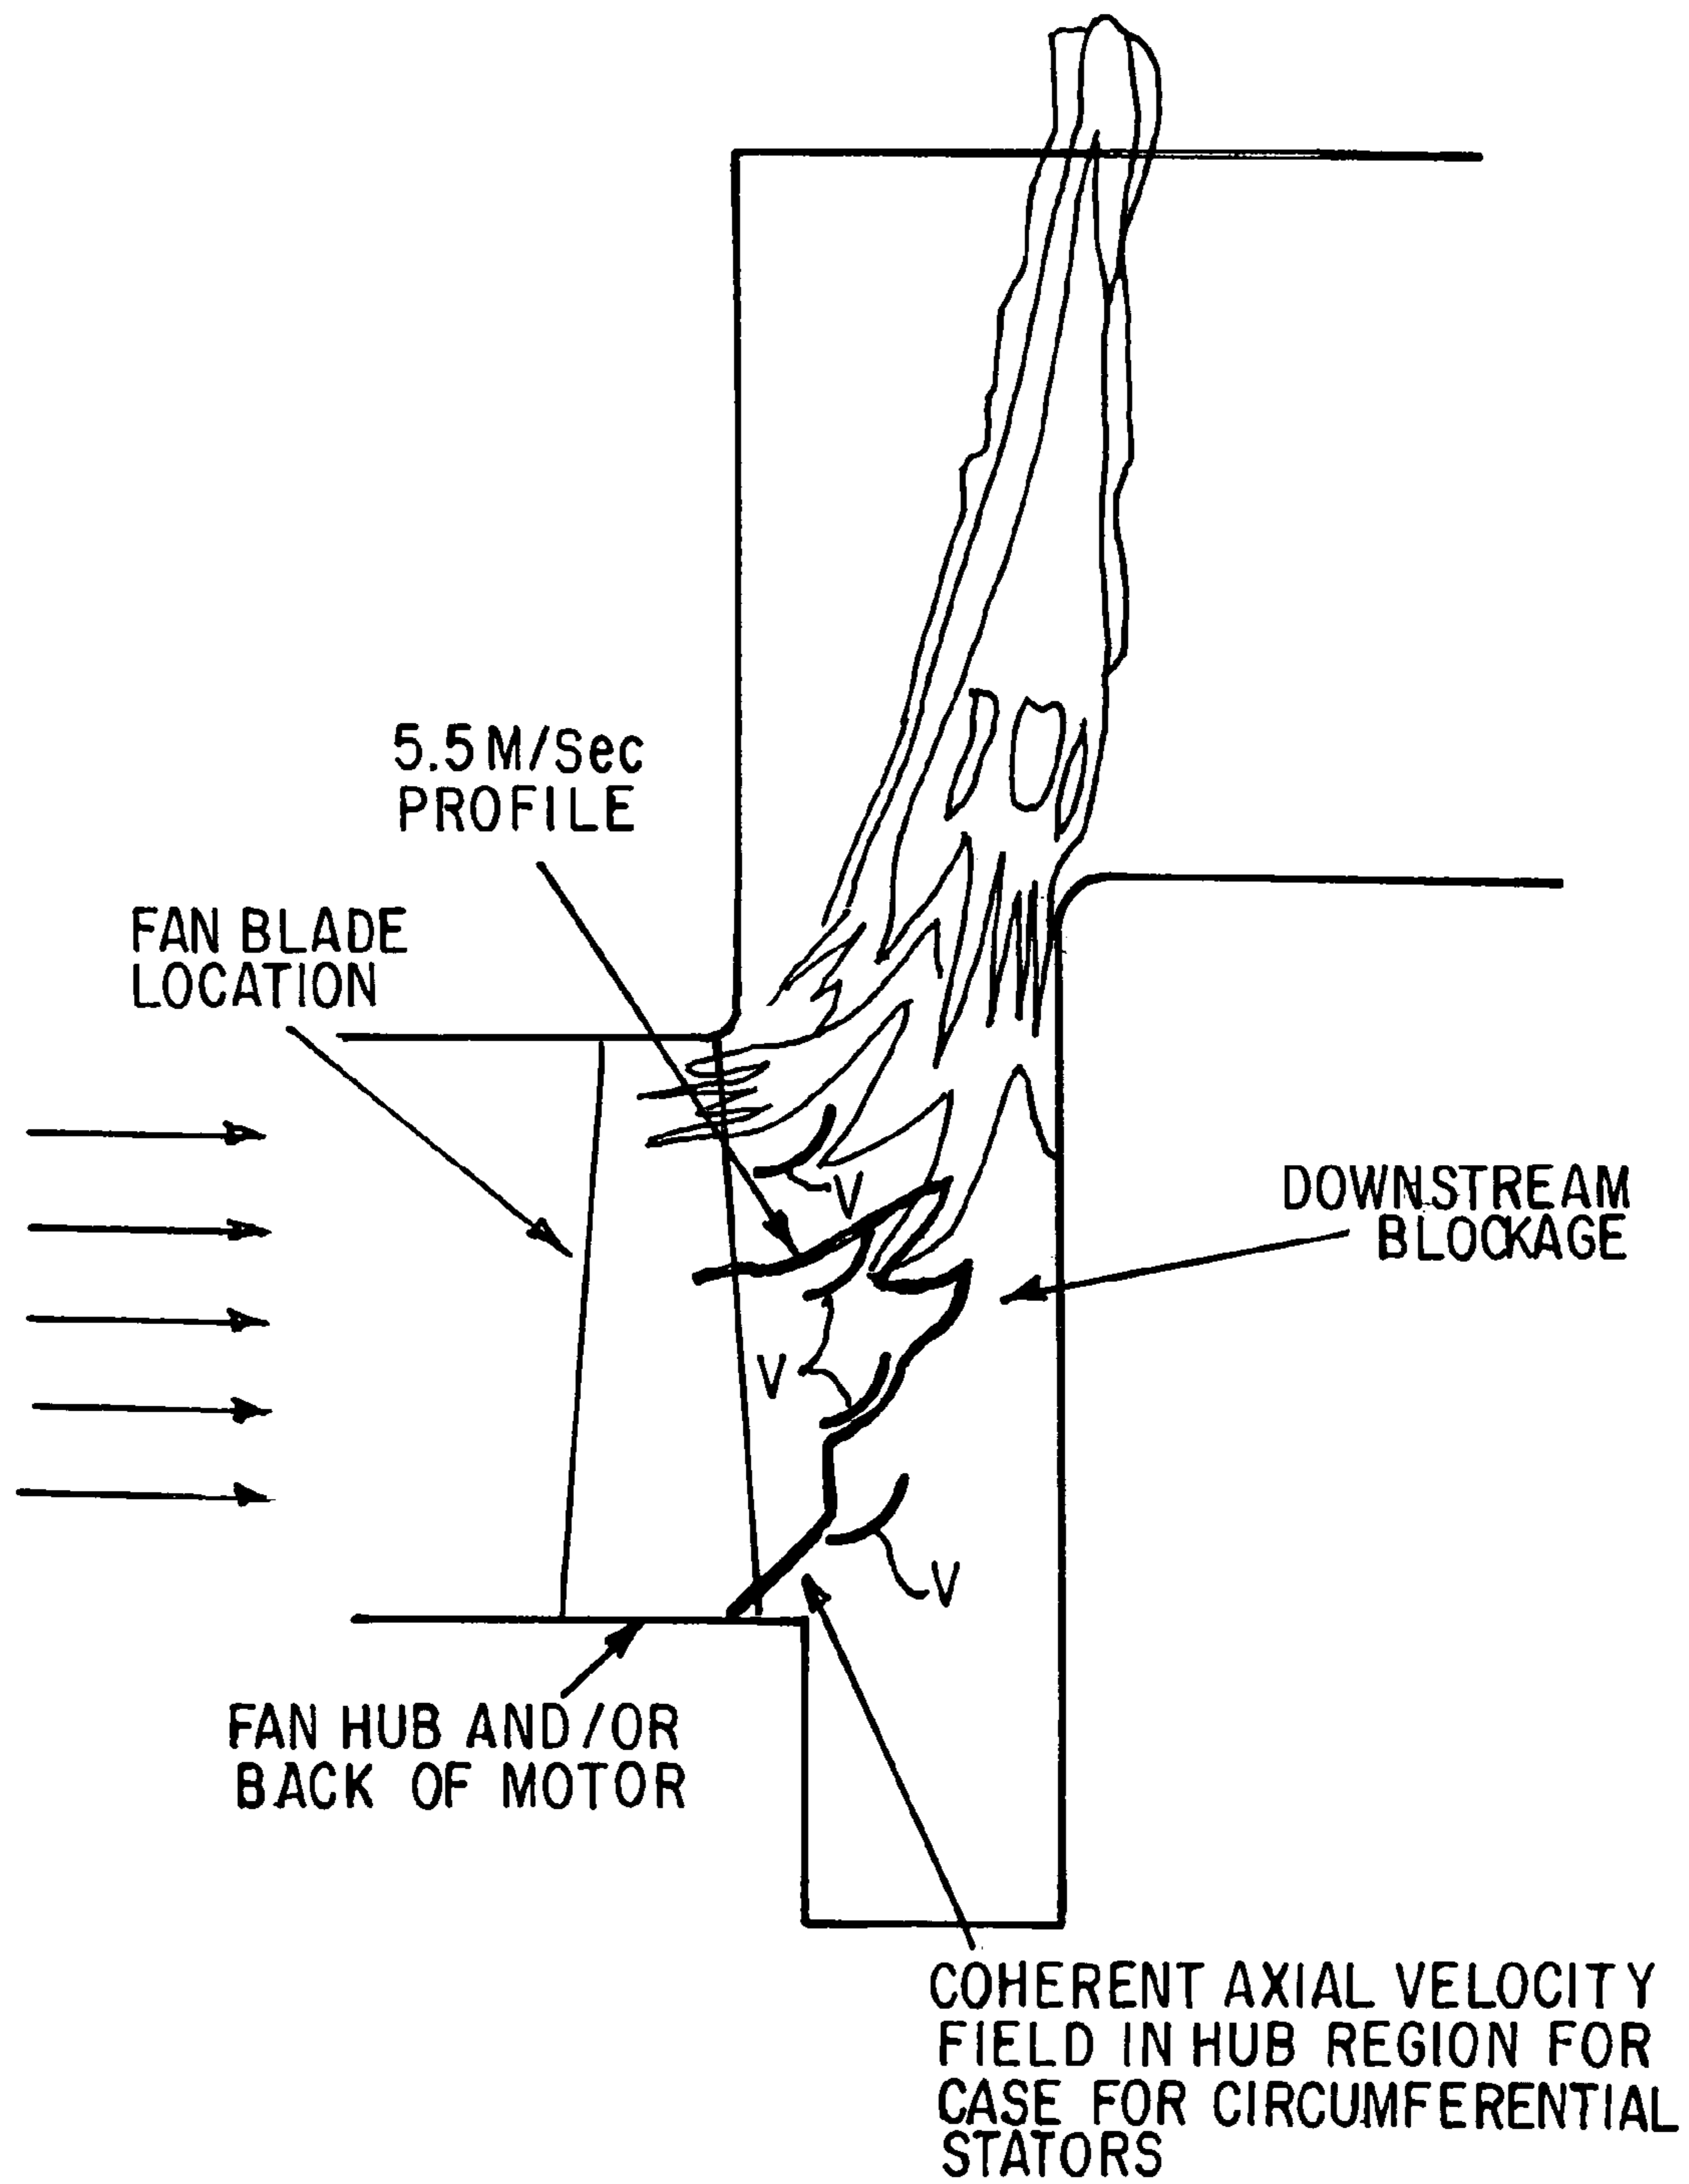 5.5 M/Sec
PROFILE
FAN BLADE
LOCATION
V
DOWNSTREAM
BLOCKAGE
V
V
FAN HUB AND/OR
BACK OF MOTOR
COHERENT AXIAL VELOCITY
FIELD IN HUB REGION FOR
CASE FOR CIRCUMFERENTIAL
STATORS